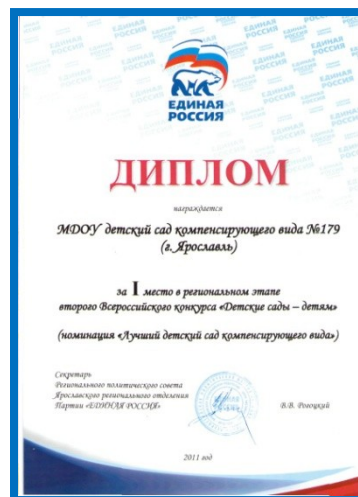 ЕДИНАЯ
РОССИЯ
ДИПЛОМ
награждается
МДОУ детский сад компенсирующего вида №179
(г. Ярославль)
за I место в региональном этапе
второго Всероссийского конкурса «Детские сады – детям»
(номинация «Лучший детский сад компенсирующего вида»)
Секретарь
Регионального политического совета
Ярославского регионального отделения
Партии «ЕДИНАЯ РОССИЯ»
В.В. Рогоцкий
2011 год